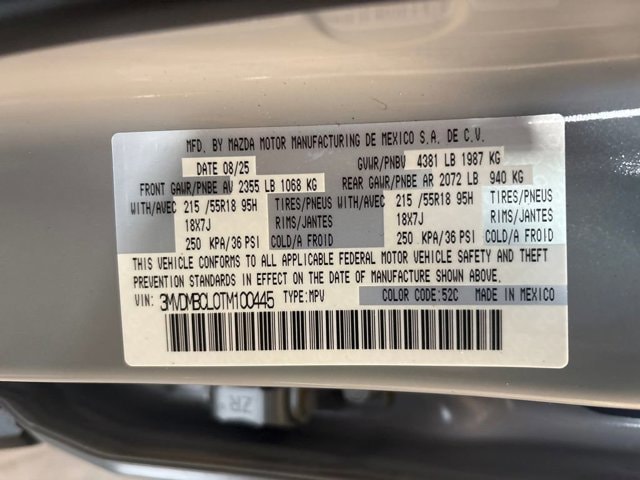 MFD. BY MAZDA MOTOR MANUFACTURING DE MEXICO S.A. DE C.V.
DATE 08/25 GVWR/PNBV 4381 LB 1987 KG
FRONT GAWR/PNBE AV 2355 LB 1068 KG REAR GAWR/PNBE AR 2072 LB 940 KG
WITH/AVEC 215 /55R18 95H TIRES/PNEUS WITH/AVEC 215 /55R18 95H TIRES/PNEUS
18X7J RIMS/JANTES 18X7J RIMS/JANTES
250 KPA/36 PSI COLD/A FROID 250 KPA/36 PSI COLD/A FROID
THIS VEHICLE CONFORMS TO ALL APPLICABLE FEDERAL MOTOR VEHICLE SAFETY AND THEFT
PREVENTION STANDARDS IN EFFECT ON THE DATE OF MANUFACTURE SHOWN ABOVE.
VIN: 3MVDMBCL0TM100445 TYPE:MPV COLOR CODE:52C MADE IN MEXICO
ZR